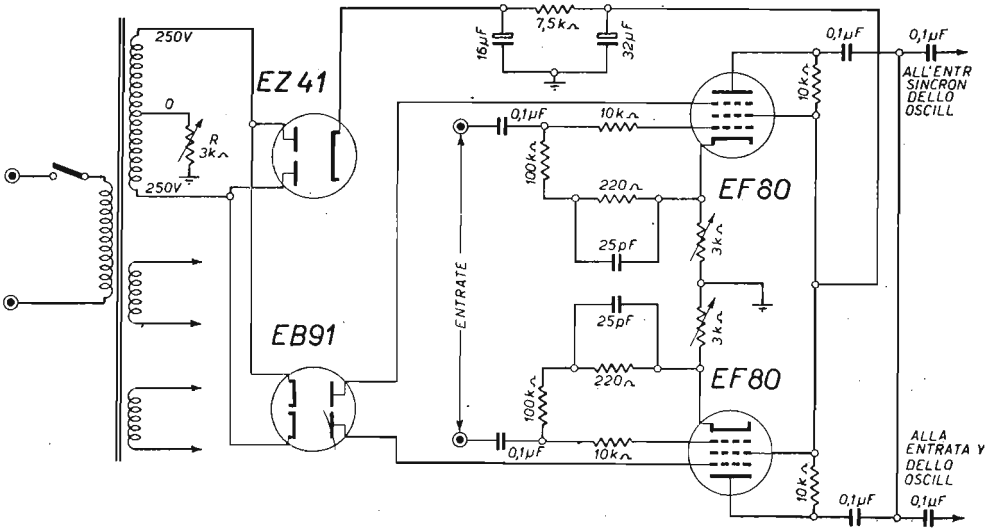 250V
0
R
3kΩ
250V
EZ 41
EB91
16µF
7,5kΩ
32µF
0,1µF
10kΩ
100kΩ
220Ω
25pF
ENTRATE
25pF
220Ω
100kΩ
0,1µF
10kΩ
EF80
3kΩ
3kΩ
EF80
10kΩ
0,1µF
0,1µF
ALL'ENTR
SINCRON
DELLO
OSCILL
ALLA
ENTRATA Y
DELLO
OSCILL
10kΩ
0,1µF
0,1µF